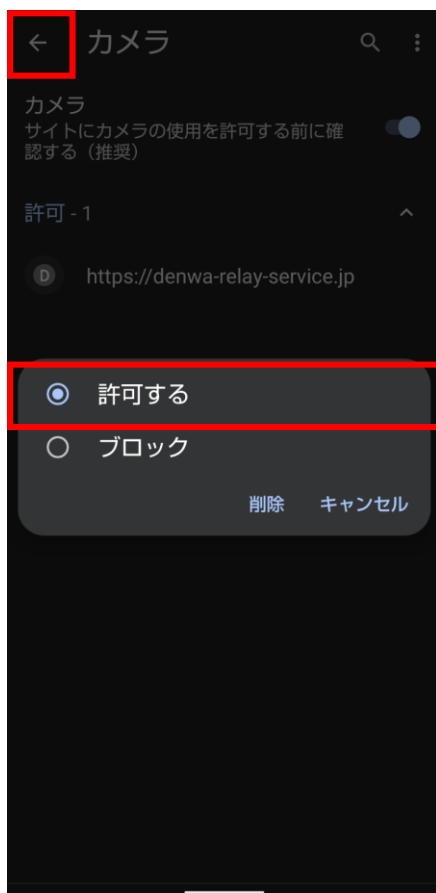 カメラ
カメラ
サイトにカメラの使用を許可する前に確
認する（推奨）
許可 - 1
D https://denwa-relay-service.jp
許可する
ブロック
削除 キャンセル